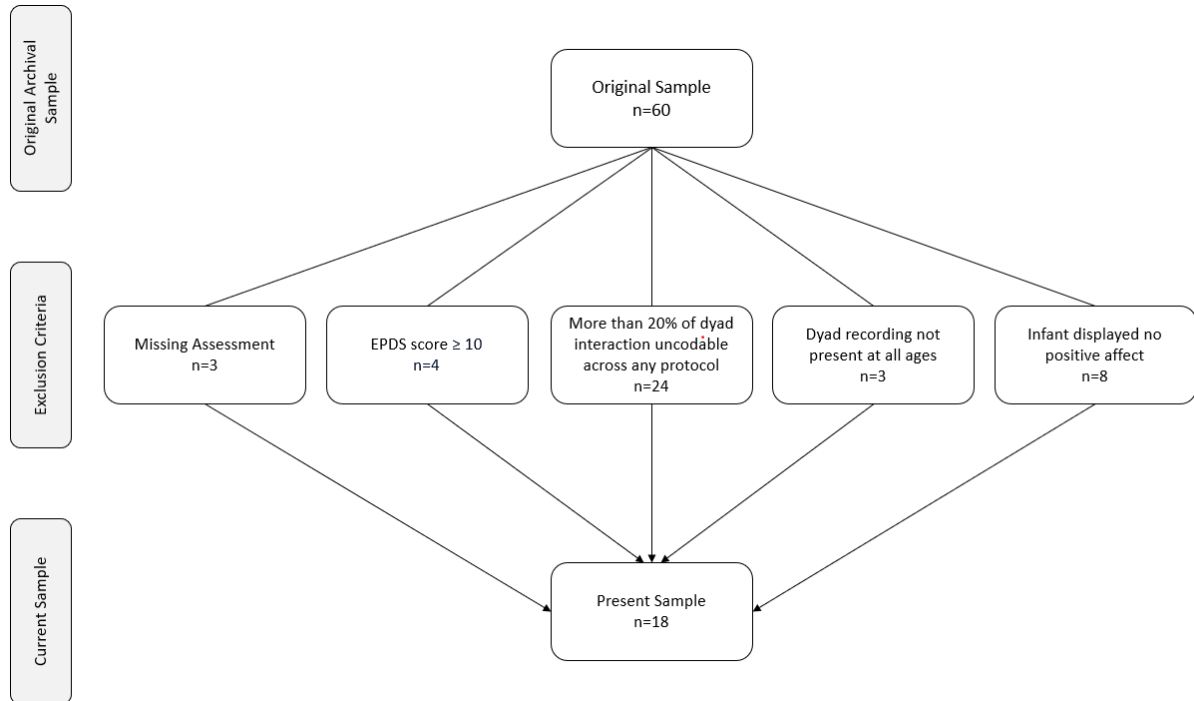 Original Archival
Sample
Original Sample
n=60
Exclusion Criteria
Missing Assessment
n=3
EPDS score ≥ 10
n=4
More than 20% of dyad
interaction uncodable
across any protocol
n=24
Dyad recording not
present at all ages
n=3
Infant displayed no
positive affect
n=8
Current Sample
Present Sample
n=18